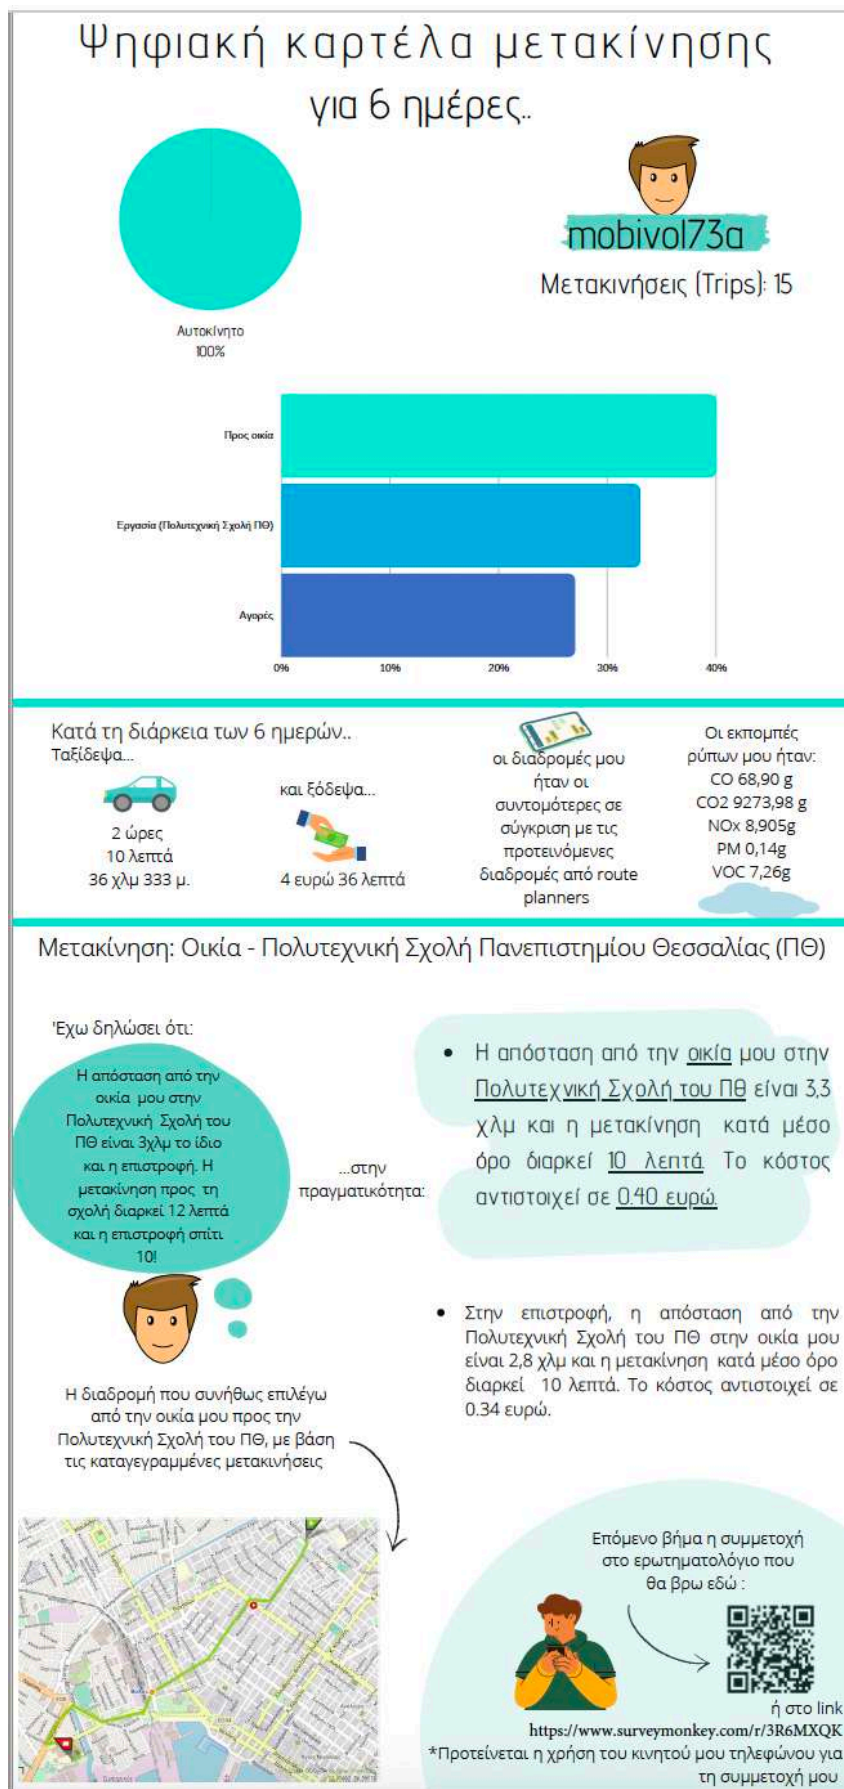 Ψηφιακή καρτέλα μετακίνησης
για 6 ημέρες..
mobivol73a
Μετακινήσεις (Trips): 15
Αυτοκίνητο
100%
Προς οικία
Εργασία (Πολυτεχνική Σχολή ΠΘ)
Αγορές
0%
10%
20%
30%
40%
Κατά τη διάρκεια των 6 ημερών..
Ταξίδεψα...
2 ώρες
10 λεπτά
36 χλμ 333 μ.
και ξόδεψα...
4 ευρώ 36 λεπτά
οι διαδρομές μου
ήταν οι
συντομότερες σε
σύγκριση με τις
προτεινόμενες
διαδρομές από route
planners
Οι εκπομπές
ρύπων μου ήταν:
CO 68,90 g
CO2 9273,98 g
NOx 8,905g
PM 0,14g
VOC 7,26g
Μετακίνηση: Οικία - Πολυτεχνική Σχολή Πανεπιστημίου Θεσσαλίας (ΠΘ)
'Έχω δηλώσει ότι:
Η απόσταση από την
οικία μου στην
Πολυτεχνική Σχολή του
ΠΘ είναι 3χλμ το ίδιο
και η επιστροφή. Η
μετακίνηση προς τη
σχολή διαρκεί 12 λεπτά
και η επιστροφή σπίτι
10!
...στην
πραγματικότητα:
• Η απόσταση από την οικία μου στην
Πολυτεχνική Σχολή του ΠΘ είναι 3,3
χλμ και η μετακίνηση κατά μέσο
όρο διαρκεί 10 λεπτά. Το κόστος
αντιστοιχεί σε 0.40 ευρώ.
• Στην επιστροφή, η απόσταση από την
Πολυτεχνική Σχολή του ΠΘ στην οικία μου
είναι 2,8 χλμ και η μετακίνηση κατά μέσο όρο
διαρκεί 10 λεπτά. Το κόστος αντιστοιχεί σε
0.34 ευρώ.
Η διαδρομή που συνήθως επιλέγω
από την οικία μου προς την
Πολυτεχνική Σχολή του ΠΘ, με βάση
τις καταγεγραμμένες μετακινήσεις
Επόμενο βήμα η συμμετοχή
στο ερωτηματολόγιο που
θα βρω εδώ :
ή στο link
https://www.surveymonkey.com/r/3R6MXQK
*Προτείνεται η χρήση του κινητού μου τηλεφώνου για
τη συμμετοχή μου